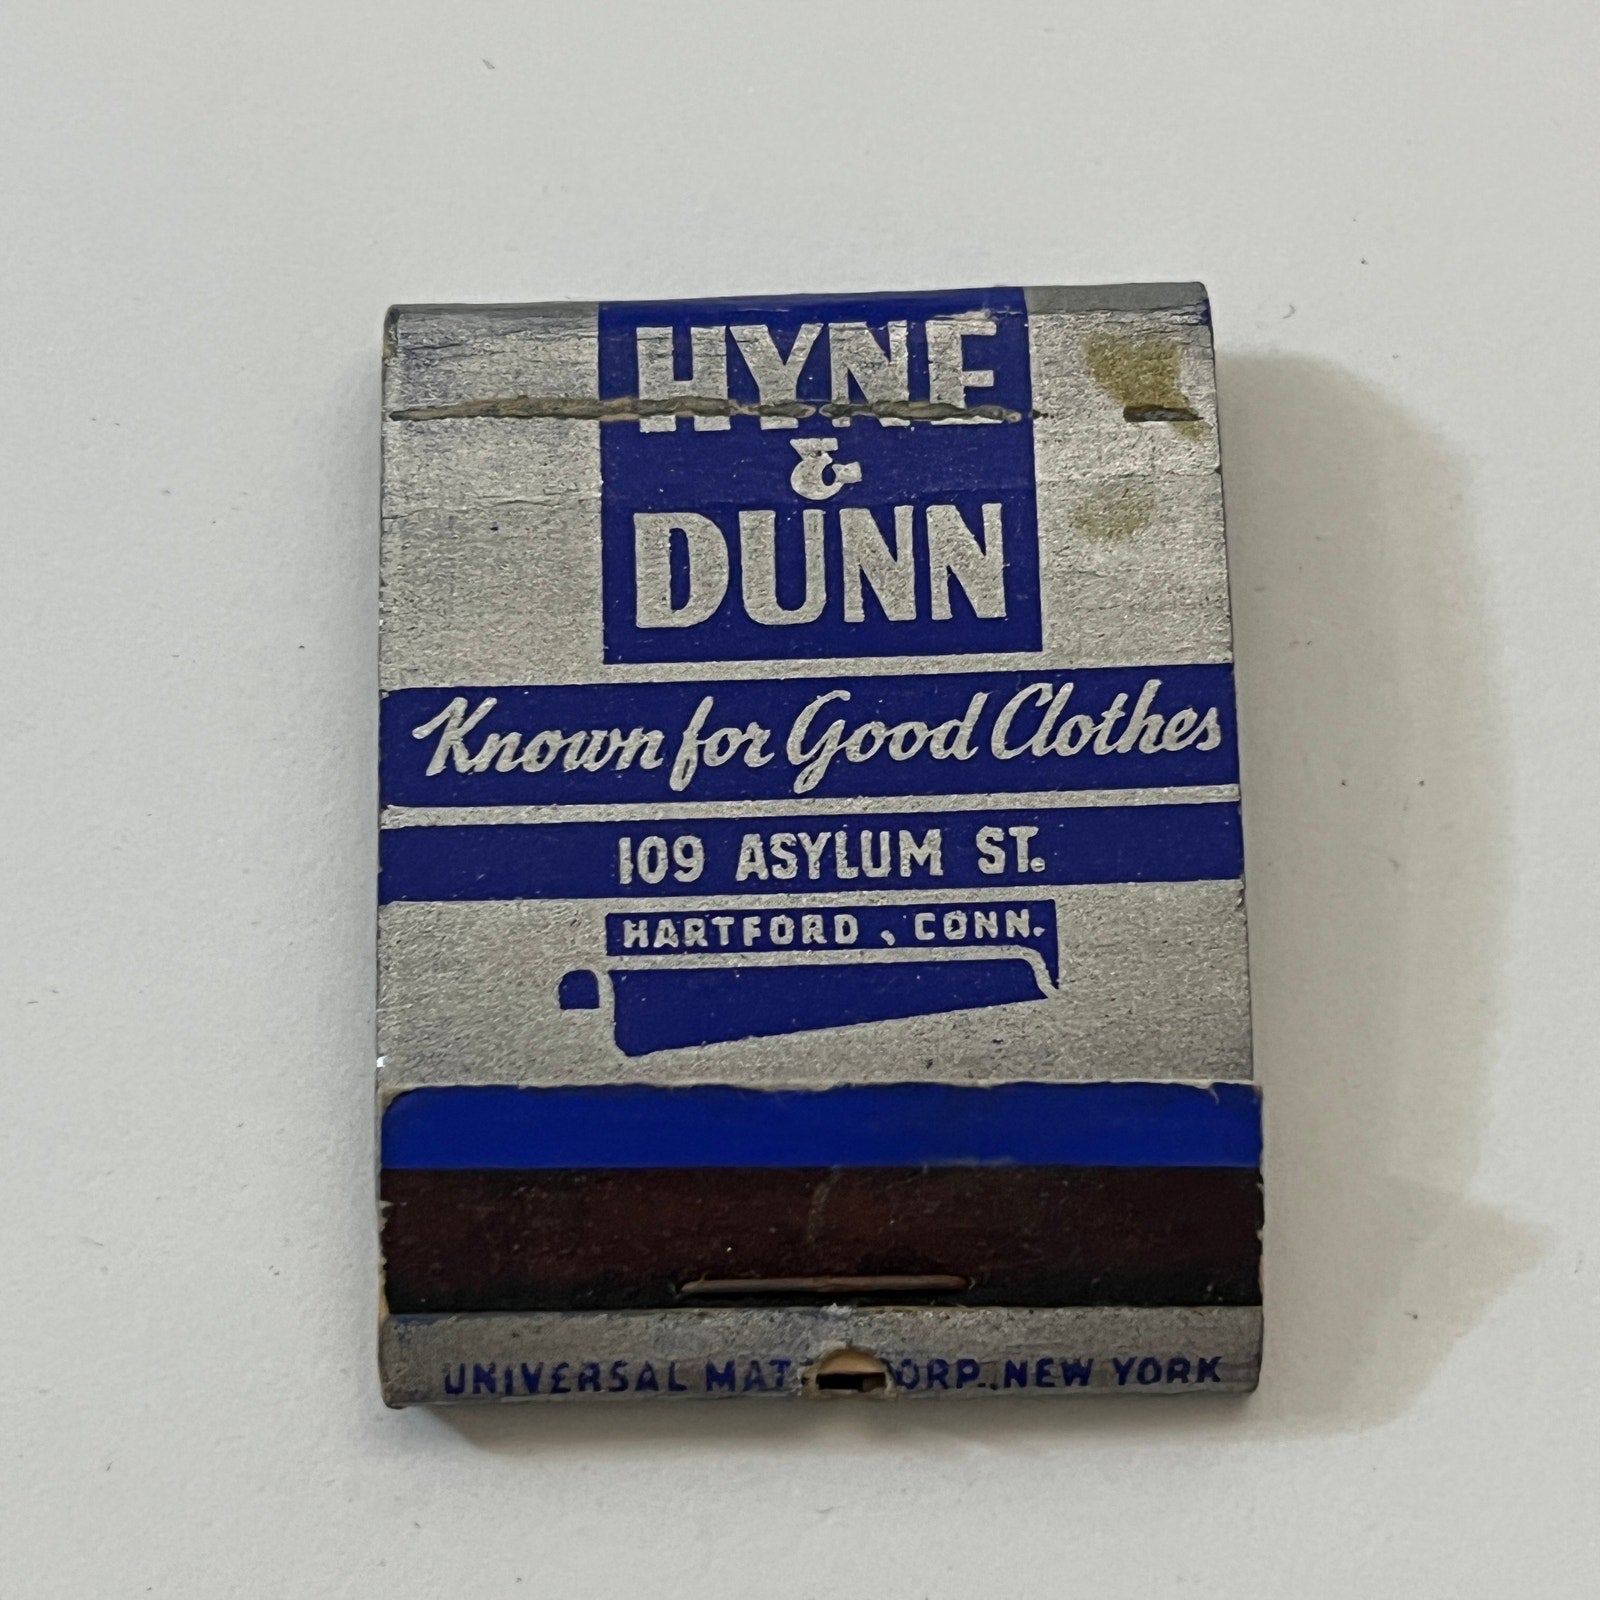 HYNE
&
DUNN
Known for Good Clothes
109 ASYLUM ST.
HARTFORD, CONN.
UNIVERSAL NEW YORK